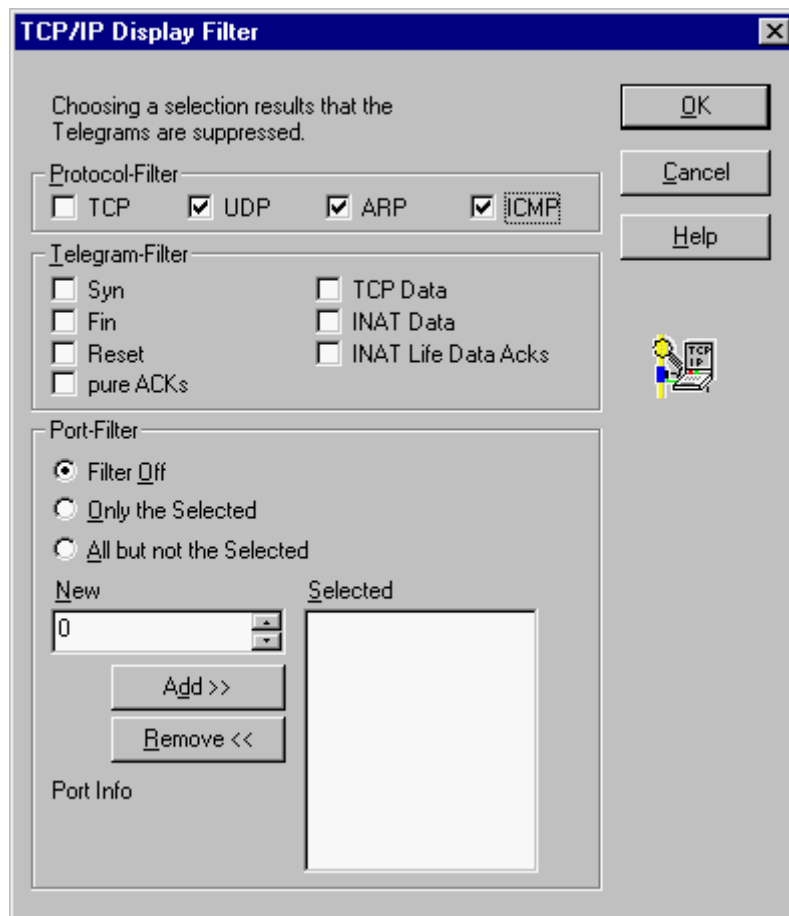 TCP/IP Display Filter
Choosing a selection results that the
Telegrams are suppressed.
OK
Cancel
Help
Protocol-Filter
TCP UDP ARP ICMP
Telegram-Filter
Syn TCP Data
Fin INAT Data
Reset INAT Life Data Acks
pure ACKs
TCP
IP
Port-Filter
Filter Off
Only the Selected
All but not the Selected
New Selected
0
Add >>
Remove <<
Port Info